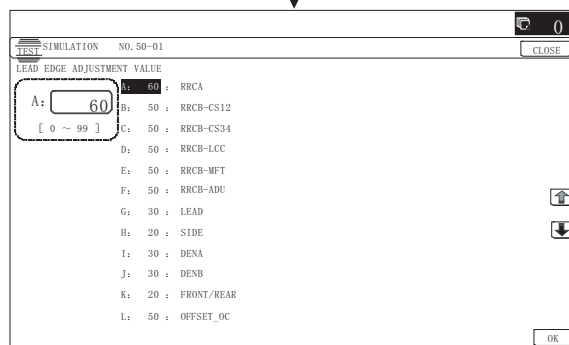 0
TEST SIMULATION NO.50-01
CLOSE
LEAD EDGE ADJUSTMENT VALUE
A: 60
[ 0 ~ 99 ]
A: 60 : RRCA
B: 50 : RRCB-CS12
C: 50 : RRCB-CS34
D: 50 : RRCB-LCC
E: 50 : RRCB-MFT
F: 50 : RRCB-ADU
G: 30 : LEAD
H: 20 : SIDE
I: 30 : DENA
J: 30 : DENB
K: 20 : FRONT/REAR
L: 50 : OFFSET_OC
OK